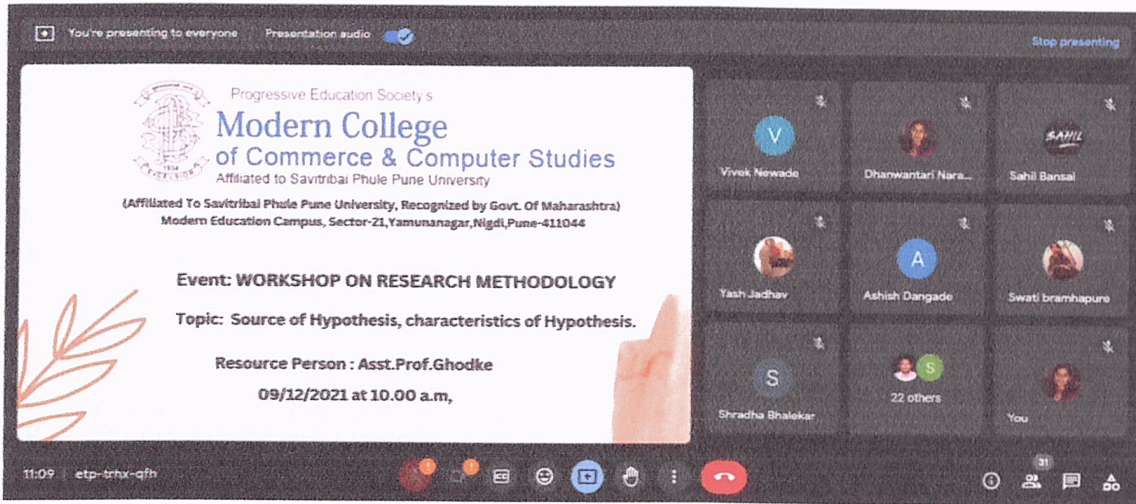 You're presenting to everyone Presentation audio
Stop presenting
Progressive Education Society s
Modern College
of Commerce & Computer Studies
Affiliated to Savitribai Phule Pune University
(Affiliated To Savitribai Phule Pune University, Recognized by Govt. Of Maharashtra)
Modern Education Campus, Sector-21,Yamunanagar,Nigdi,Pune-411044
Event: WORKSHOP ON RESEARCH METHODOLOGY
Topic: Source of Hypothesis, characteristics of Hypothesis.
Resource Person : Asst.Prof.Ghodke
09/12/2021 at 10.00 a.m,
1934
EXCELSIOR
V
SAHIL
Vivek Newade
Dhanwantari Nara...
Sahil Bansal
A
Yash Jadhav
Ashish Dangade
Swati bramhapure
S
S
22 others
Shradha Bhalekar
You
11:09 etp-trhx-qfh
CC
31